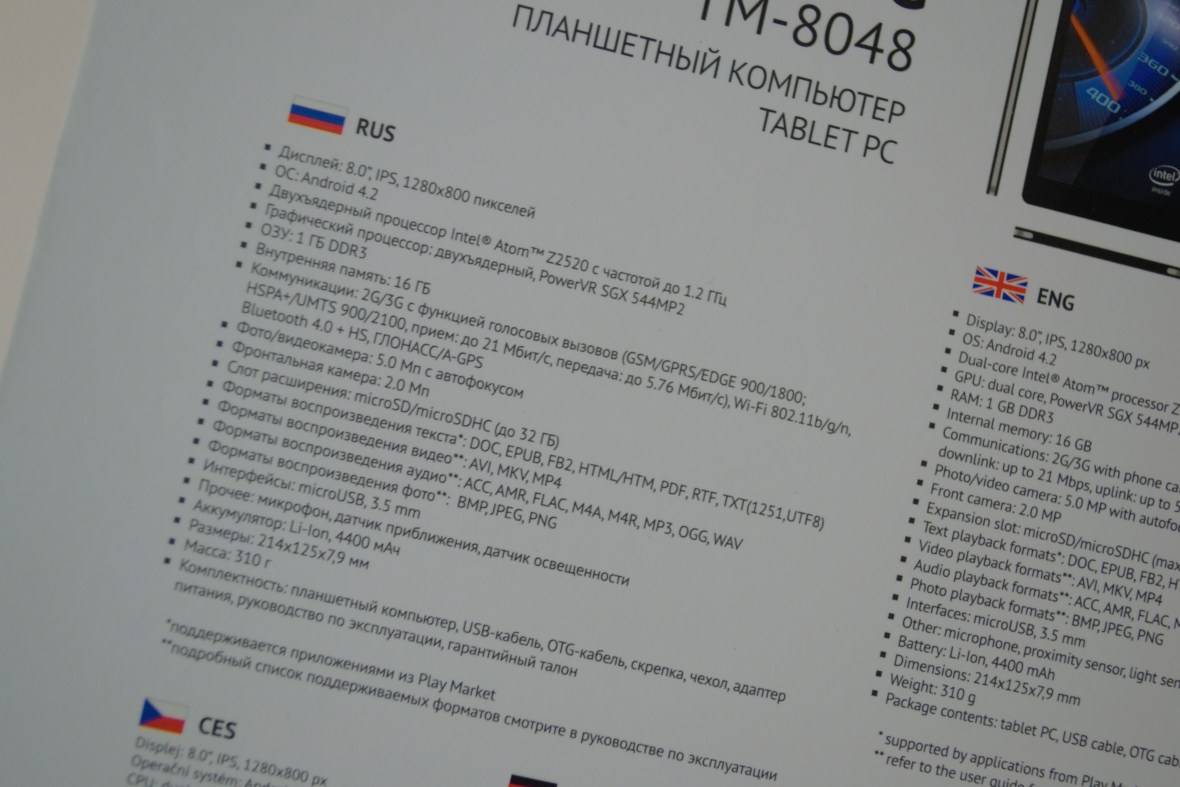 TM-8048
ПЛАНШЕТНЫЙ КОМПЬЮТЕР
TABLET PC
360
380
400
intel
inside
RUS
▪ Дисплей: 8.0", IPS, 1280x800 пикселей
▪ ОС: Android 4.2
▪ Двухъядерный процессор Intel® Atom™ Z2520 с частотой до 1.2 ГГц
▪ Графический процессор: двухъядерный, PowerVR SGX 544MP2
▪ ОЗУ: 1 ГБ DDR3
▪ Внутренняя память: 16 ГБ
▪ Коммуникации: 2G/3G с функцией голосовых вызовов (GSM/GPRS/EDGE 900/1800;
HSPA+/UMTS 900/2100, прием: до 21 Мбит/с, передача: до 5.76 Мбит/с), Wi-Fi 802.11b/g/n,
Bluetooth 4.0 + HS, ГЛОНАСС/A-GPS
▪ Фото/видеокамера: 5.0 Мп с автофокусом
▪ Фронтальная камера: 2.0 Мп
▪ Слот расширения: microSD/microSDHC (до 32 ГБ)
▪ Форматы воспроизведения текста*: DOC, EPUB, FB2, HTML/HTM, PDF, RTF, TXT(1251,UTF8)
▪ Форматы воспроизведения видео**: AVI, MKV, MP4
▪ Форматы воспроизведения аудио**: ACC, AMR, FLAC, M4A, M4R, MP3, OGG, WAV
▪ Форматы воспроизведения фото**: BMP, JPEG, PNG
▪ Интерфейсы: microUSB, 3.5 mm
▪ Прочее: микрофон, датчик приближения, датчик освещенности
▪ Аккумулятор: Li-Ion, 4400 мАч
▪ Размеры: 214x125x7,9 мм
▪ Масса: 310 г
▪ Комплектность: планшетный компьютер, USB-кабель, OTG-кабель, скрепка, чехол, адаптер
питания, руководство по эксплуатации, гарантийный талон
*поддерживается приложениями из Play Market
**подробный список поддерживаемых форматов смотрите в руководстве по эксплуатации
ENG
▪ Display: 8.0", IPS, 1280x800 px
▪ OS: Android 4.2
▪ Dual-core Intel® Atom™ processor
▪ GPU: dual core, PowerVR SGX 544MP2
▪ RAM: 1 GB DDR3
▪ Internal memory: 16 GB
▪ Communications: 2G/3G with phone
downlink: up to 21 Mbps, uplink: up to
▪ Photo/video camera: 5.0 MP with
▪ Front camera: 2.0 MP
▪ Expansion slot: microSD/microSDHC
▪ Text playback formats*: DOC, EPUB, FB2,
▪ Video playback formats**: AVI, MKV, MP4
▪ Audio playback formats**: ACC, AMR, FLAC,
▪ Photo playback formats**: BMP, JPEG, PNG
▪ Interfaces: microUSB, 3.5 mm
▪ Other: microphone, proximity sensor, light
▪ Battery: Li-Ion, 4400 mAh
▪ Dimensions: 214x125x7,9 mm
▪ Weight: 310 g
▪ Package contents: tablet PC, USB cable, OTG
* supported by applications from Play
** refer to the user
CES
Displej: 8.0", IPS, 1280x800 px
Operační systém:
CPU: